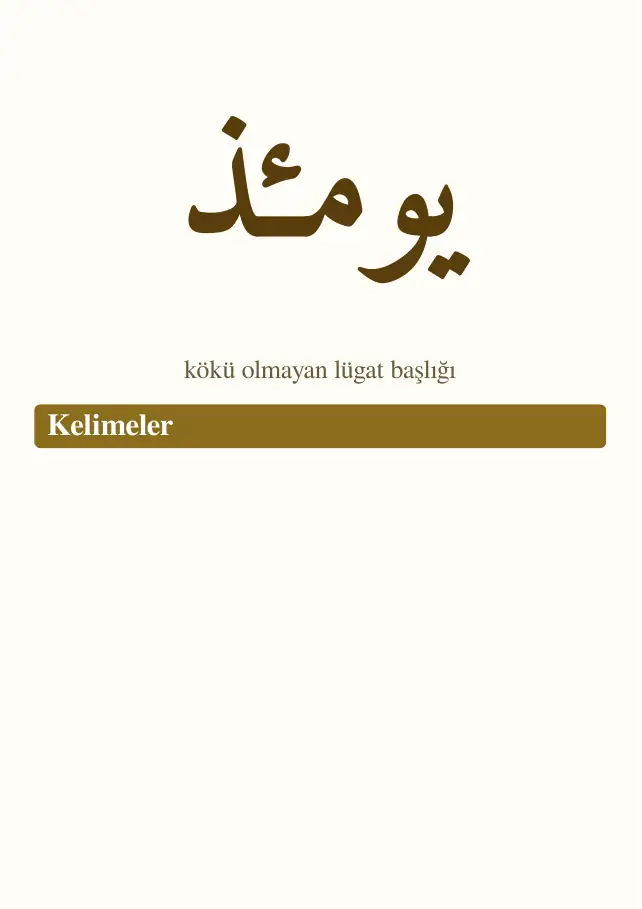 يومئذ
kökü olmayan lügat başlığı
Kelimeler